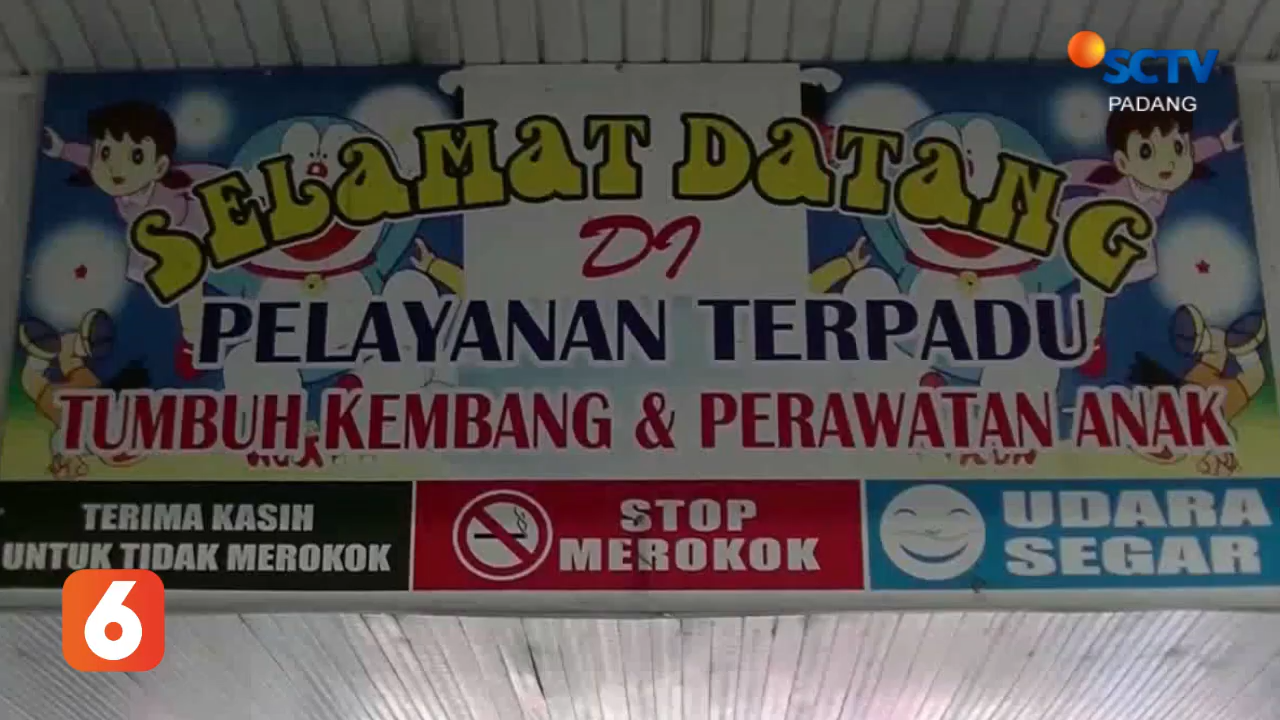 SCTV
PADANG
SELAMAT DATANG
DI
PELAYANAN TERPADU
TUMBUH KEMBANG & PERAWATAN ANAK
TERIMA KASIH
UNTUK TIDAK MEROKOK
STOP
MEROKOK
UDARA
SEGAR
6